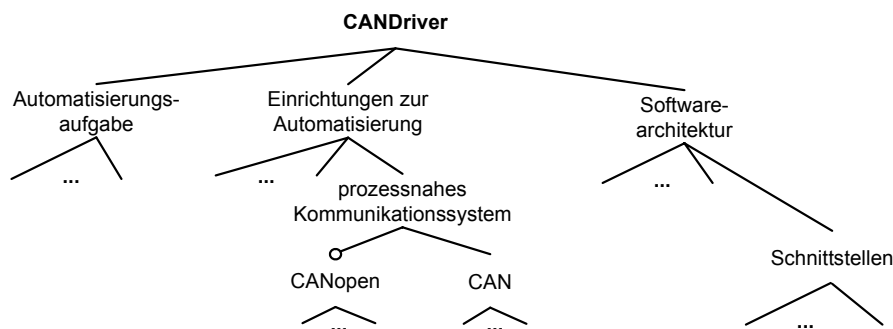 CANDriver
Automatisierungs-
aufgabe
Einrichtungen zur
Automatisierung
Software-
architektur
...
...
...
prozessnahes
Kommunikationssystem
Schnittstellen
CANopen
CAN
...
...
...